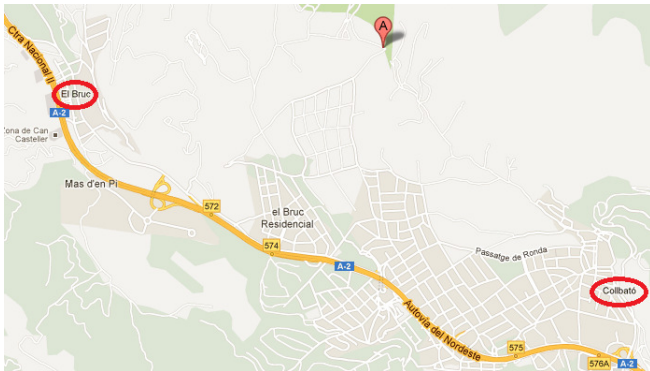 Ctra Nacional II
A
El Bruc
A-2
Zona de Can
Casteller
Mas d'en Pi
572
el Bruc
Residencial
574
A-2
Passatge de Ronda
Collbató
Autovía del Nordeste
575
576A
A-2